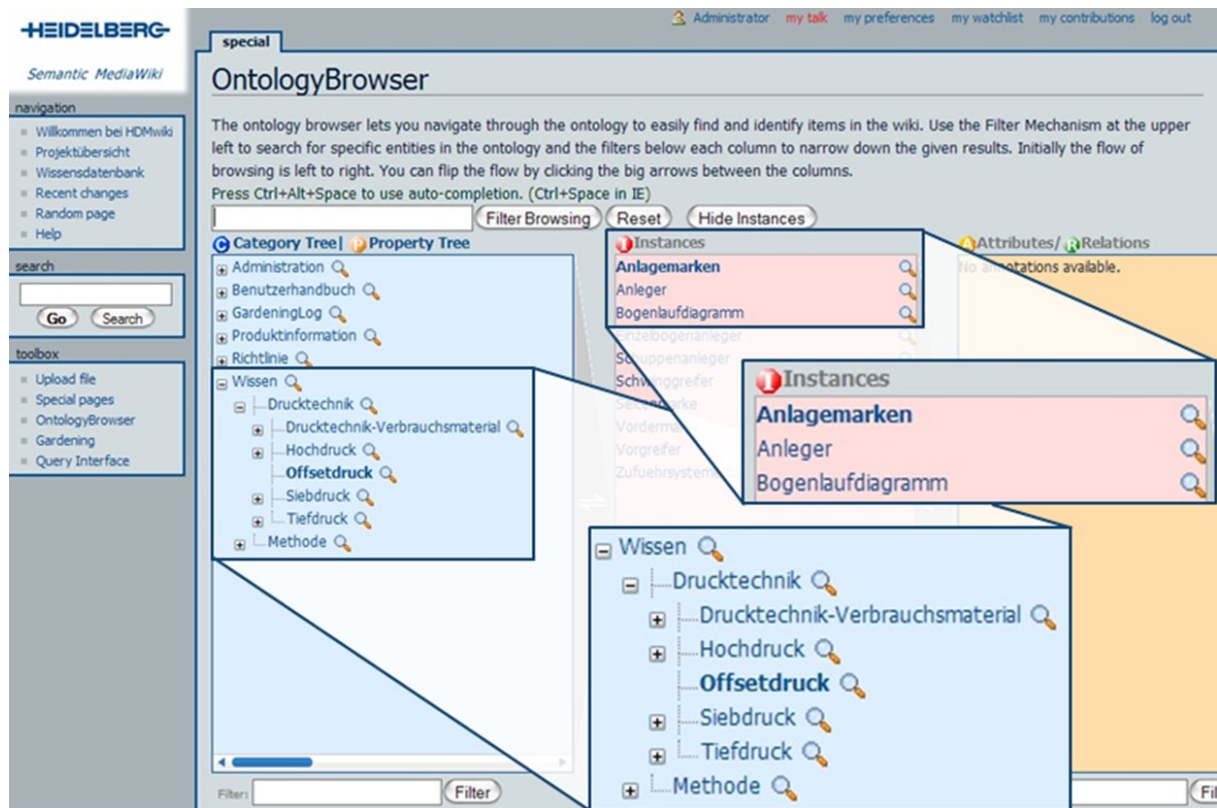 HEIDELBERG
Semantic MediaWiki
navigation
Willkommen bei HDMwiki
Projektübersicht
Wissensdatenbank
Recent changes
Random page
Help
search
Go Search
toolbox
Upload file
Special pages
OntologyBrowser
Gardening
Query Interface
Administrator my talk my preferences my watchlist my contributions log out
special
OntologyBrowser
The ontology browser lets you navigate through the ontology to easily find and identify items in the wiki. Use the Filter Mechanism at the upper
left to search for specific entities in the ontology and the filters below each column to narrow down the given results. Initially the flow of
browsing is left to right. You can flip the flow by clicking the big arrows between the columns.
Press Ctrl+Alt+Space to use auto-completion. (Ctrl+Space in IE)
Filter Browsing Reset Hide Instances
C Category Tree| P Property Tree
Administration
Benutzerhandbuch
GardeningLog
Produktinformation
Richtlinie
Wissen
Drucktechnik
Drucktechnik-Verbrauchsmaterial
Hochdruck
Offsetdruck
Siebdruck
Tiefdruck
Methode
Filter: Filter
I Instances
Anlagemarken
Anleger
Bogenlaufdiagramm
Einzelbogenanleger
Schuppenanleger
Schwinggreifer
Seitenmarke
Vorgreifer
A Attributes/ R Relations
No annotations available.
I Instances
Anlagemarken
Anleger
Bogenlaufdiagramm
Wissen
Drucktechnik
Drucktechnik-Verbrauchsmaterial
Hochdruck
Offsetdruck
Siebdruck
Tiefdruck
Methode